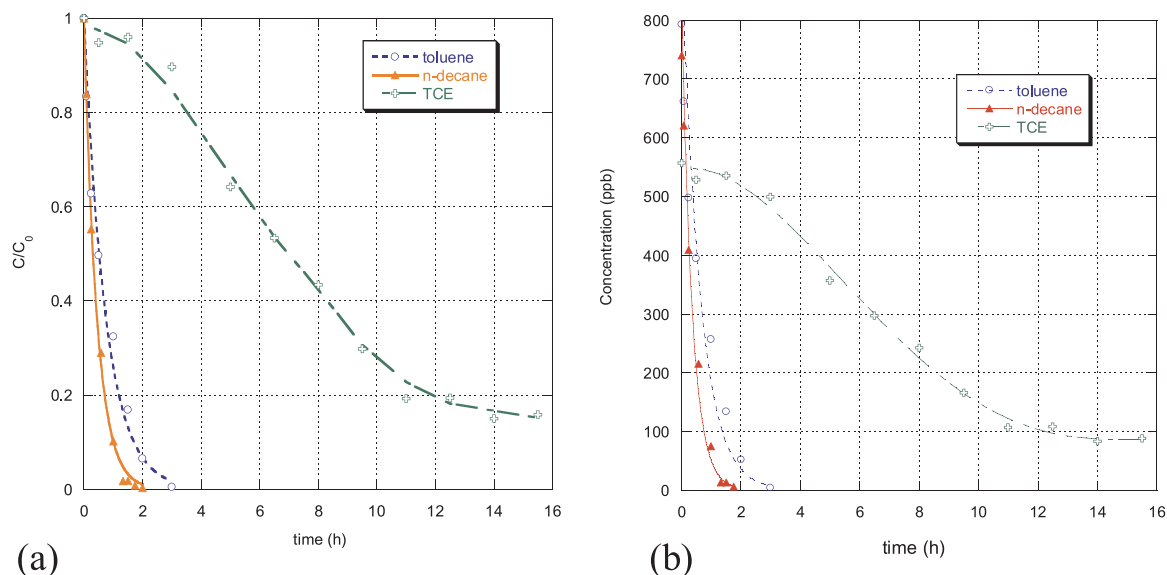 1
0.8
0.6
0.4
0.2
0
C/C0
0 2 4 6 8 10 12 14 16
time (h)
toluene
n-decane
TCE
(a)
800
700
600
500
400
300
200
100
0
Concentration (ppb)
0 2 4 6 8 10 12 14 16
time (h)
toluene
n-decane
TCE
(b)